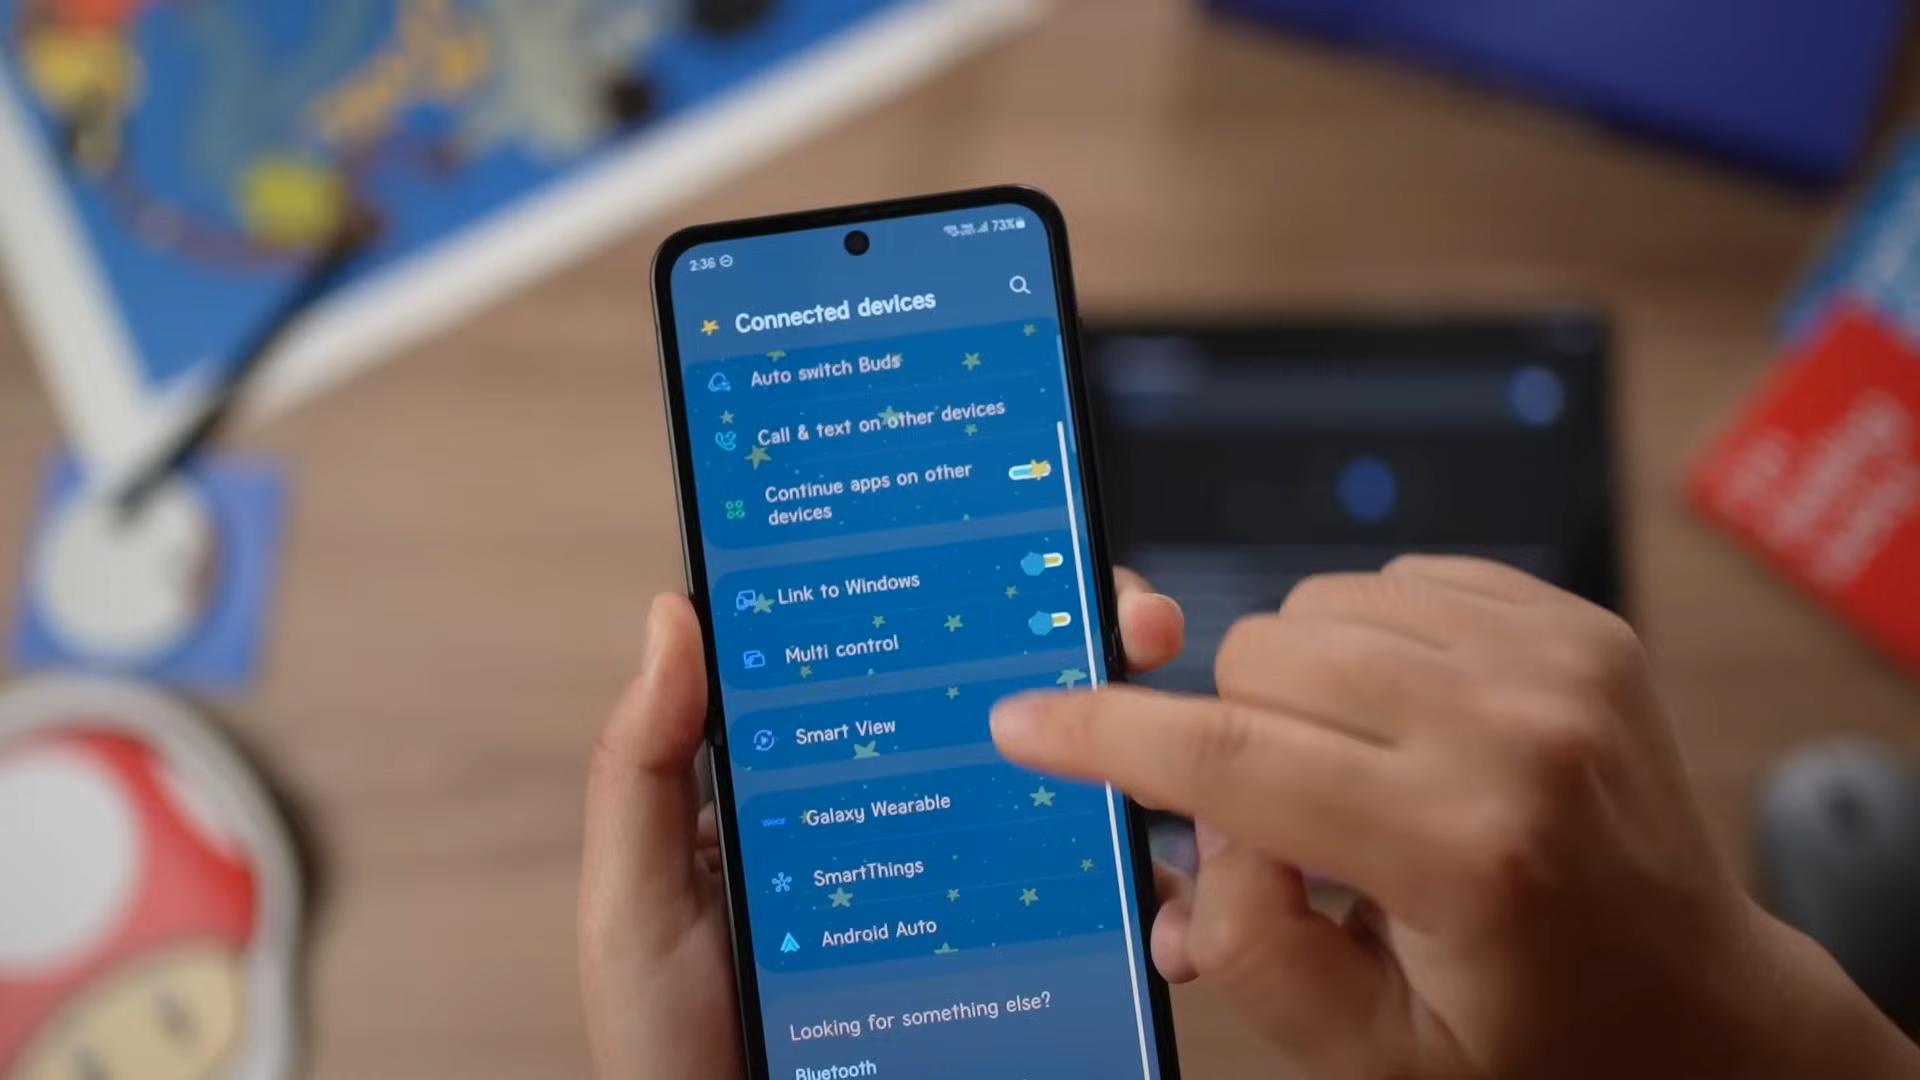 2:36
73%
Connected devices
Auto switch Buds
Call & text on other devices
Continue apps on other
devices
Link to Windows
Multi control
Smart View
wear
Galaxy Wearable
SmartThings
Android Auto
Looking for something else?
Bluetooth